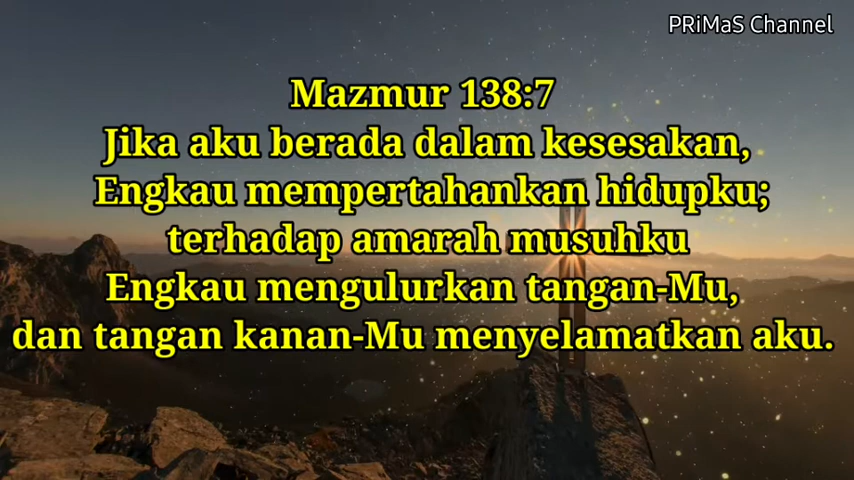 PRiMaS Channel
Mazmur 138:7
Jika aku berada dalam kesesakan,
Engkau mempertahankan hidupku;
terhadap amarah musuhku
Engkau mengulurkan tangan-Mu,
dan tangan kanan-Mu menyelamatkan aku.